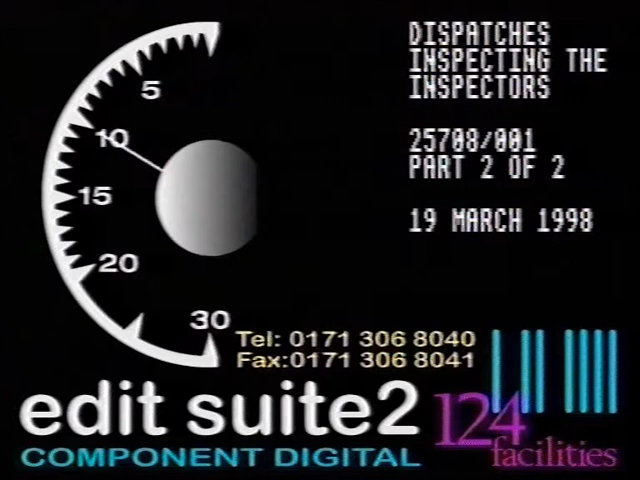 DISPATCHES
INSPECTING THE
INSPECTORS
25708/001
PART 2 OF 2
19 MARCH 1998
5
10
15
20
30
Tel: 0171 306 8040
Fax:0171 306 8041
edit suite2
COMPONENT DIGITAL
124
facilities